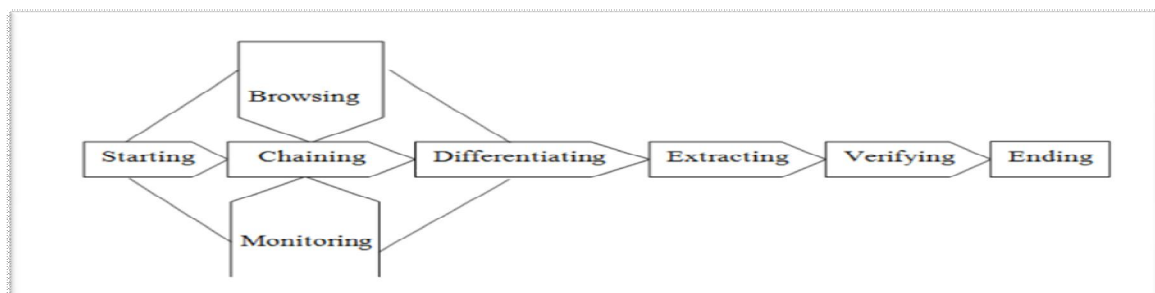 Browsing
Starting Chaining Differentiating Extracting Verifying Ending
Monitoring